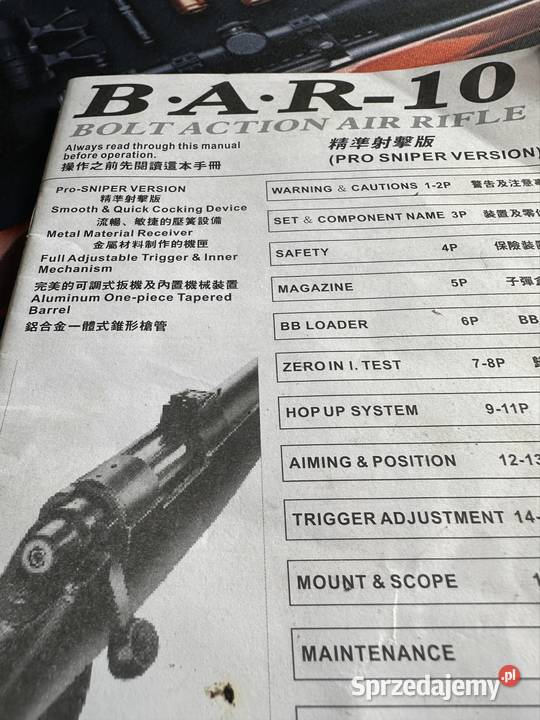 B·A·R-10
BOLT ACTION AIR RIFLE
Always read through this manual
before operation.
操作之前先閱讀這本手冊
精準射擊版
(PRO SNIPER VERSION)
Pro-SNIPER VERSION
精準射擊版
Smooth & Quick Cocking Device
流暢、敏捷的壓簧設備
Metal Material Receiver
金屬材料制作的機匣
Full Adjustable Trigger & Inner
Mechanism
完美的可調式扳機及內置機械裝置
Aluminum One-piece Tapered
Barrel
鋁合金一體式錐形槍管
WARNING & CAUTIONS 1-2P 警告及注意
SET & COMPONENT NAME 3P 裝置及零
SAFETY 4P 保險裝
MAGAZINE 5P 子彈
BB LOADER 6P BB
ZERO IN I. TEST 7-8P
HOP UP SYSTEM 9-11P
AIMING & POSITION 12-13
TRIGGER ADJUSTMENT 14-
MOUNT & SCOPE 1
MAINTENANCE
Sprzedajemy.pl